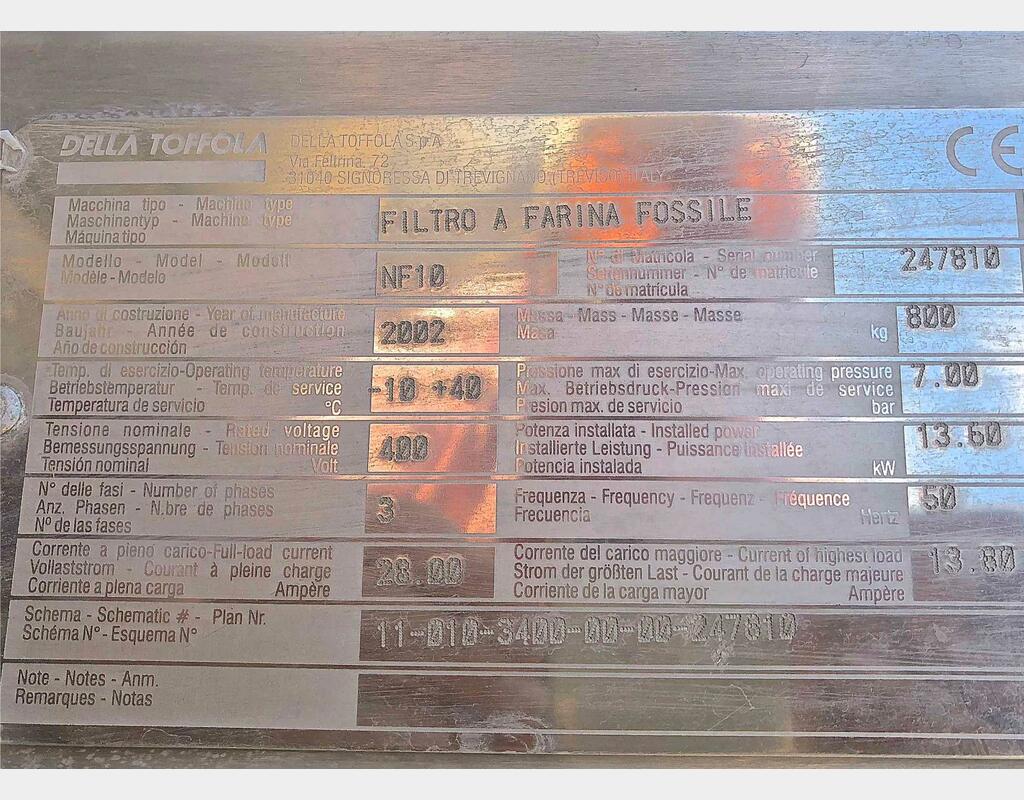 DELLA TOFFOLA
DELLA TOFFOLA S.p.A
Via Feltrina, 72
31040 SIGNORESSA DI TREVIGNANO (TREVISO) ITALY
CE
Macchina tipo - Machine type
Maschinentyp - Machine type
Máquina tipo
FILTRO A FARINA FOSSILE
Modello - Model - Modell
Modèle - Modelo
NF10
N° di Matricola - Serial number
Seriennummer - N° de matricule
N° de matrícula
247810
Anno di costruzione - Year of manufacture
Baujahr - Année de construction
Año de construcción
2002
Massa - Mass - Masse - Masse
Masa
kg
800
Temp. di esercizio-Operating temperature
Betriebstemperatur - Temp. de service
Temperatura de servicio °C
-10 +40
Pressione max di esercizio-Max. operating pressure
Max. Betriebsdruck-Pression maxi de service
Presion max. de servicio bar
7.00
Tensione nominale - Rated voltage
Bemessungsspannung - Tension nominale
Tensión nominal Volt
400
Potenza installata - Installed power
Installierte Leistung - Puissance installée
Potencia instalada kW
13.60
N° delle fasi - Number of phases
Anz. Phasen - N.bre de phases
Nº de las fases
3
Frequenza - Frequency - Frequenz - Fréquence
Frecuencia Hertz
50
Corrente a pieno carico-Full-load current
Vollaststrom - Courant à pleine charge
Corriente a plena carga Ampère
28.00
Corrente del carico maggiore - Current of highest load
Strom der größten Last - Courant de la charge majeure
Corriente de la carga mayor Ampère
13.80
Schema - Schematic # - Plan Nr.
Schéma N° - Esquema N°
11-010-3400-00-00-247810
Note - Notes - Anm.
Remarques - Notas